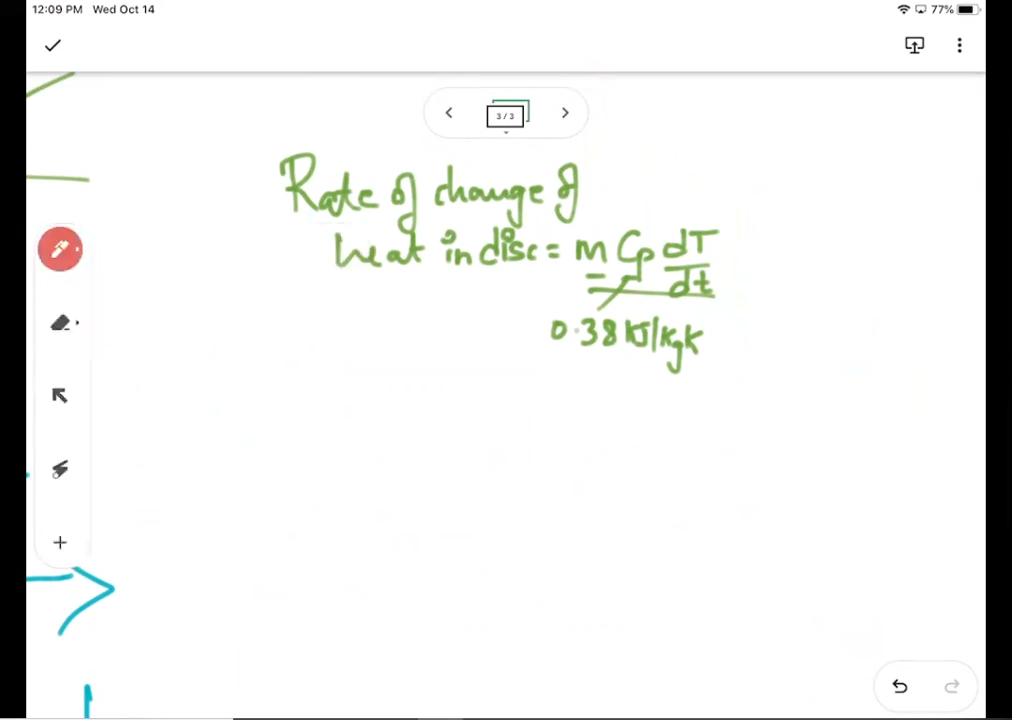 12:09 PM Wed Oct 14
77%
3 / 3
Rate of change of
heat in disc = m Cp dT/dt
0.38 KJ/KgK